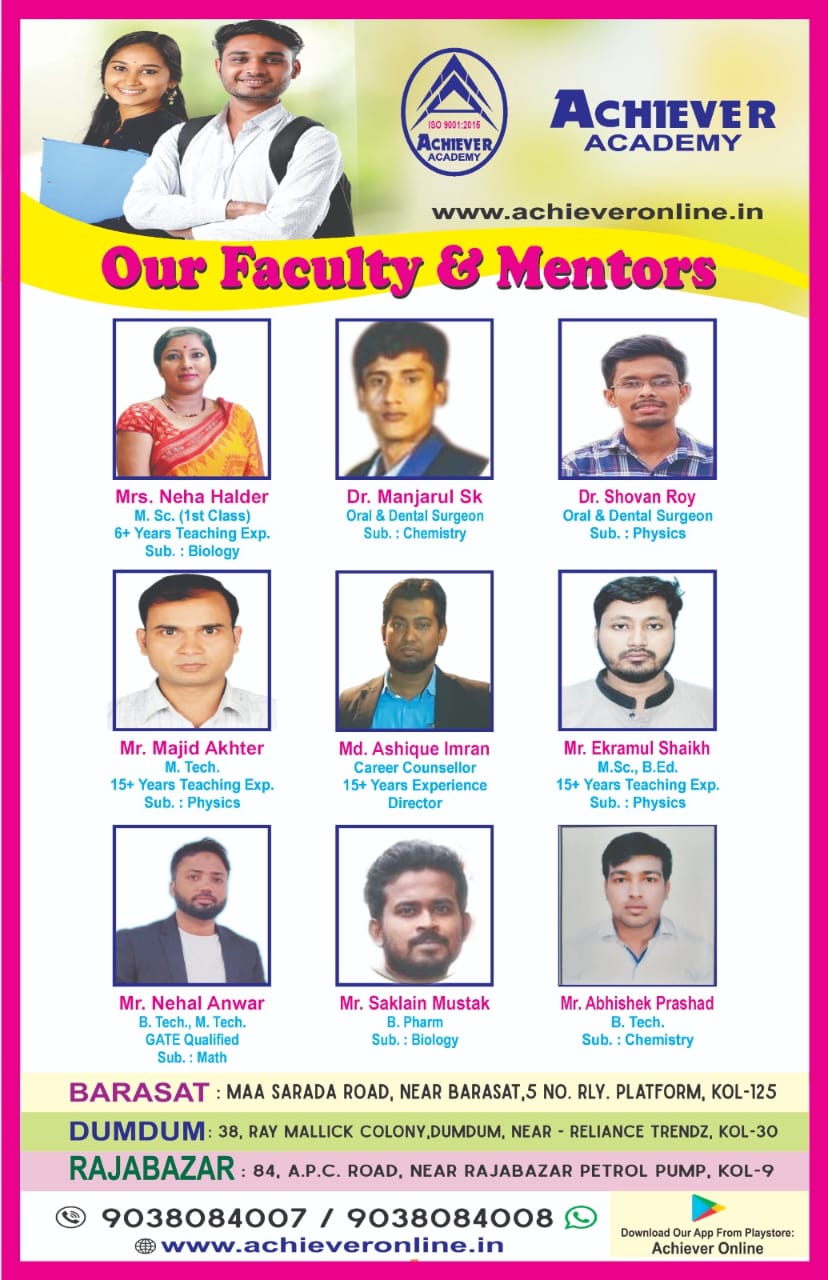 ISO 9001:2015
ACHIEVER
ACADEMY
ACHIEVER
ACADEMY
www.achieveronline.in
Our Faculty & Mentors
Mrs. Neha Halder
M. Sc. (1st Class)
6+ Years Teaching Exp.
Sub. : Biology
Dr. Manjarul Sk
Oral & Dental Surgeon
Sub. : Chemistry
Dr. Shovan Roy
Oral & Dental Surgeon
Sub. : Physics
Mr. Majid Akhter
M. Tech.
15+ Years Teaching Exp.
Sub. : Physics
Md. Ashique Imran
Career Counsellor
15+ Years Experience
Director
Mr. Ekramul Shaikh
M.Sc., B.Ed.
15+ Years Teaching Exp.
Sub. : Physics
Mr. Nehal Anwar
B. Tech., M. Tech.
GATE Qualified
Sub. : Math
Mr. Saklain Mustak
B. Pharm
Sub. : Biology
Mr. Abhishek Prashad
B. Tech.
Sub. : Chemistry
BARASAT : MAA SARADA ROAD, NEAR BARASAT,5 NO. RLY. PLATFORM, KOL-125
DUMDUM : 38, RAY MALLICK COLONY,DUMDUM, NEAR - RELIANCE TRENDZ, KOL-30
RAJABAZAR : 84, A.P.C. ROAD, NEAR RAJABAZAR PETROL PUMP, KOL-9
9038084007 / 9038084008
www.achieveronline.in
Download Our App From Playstore:
Achiever Online